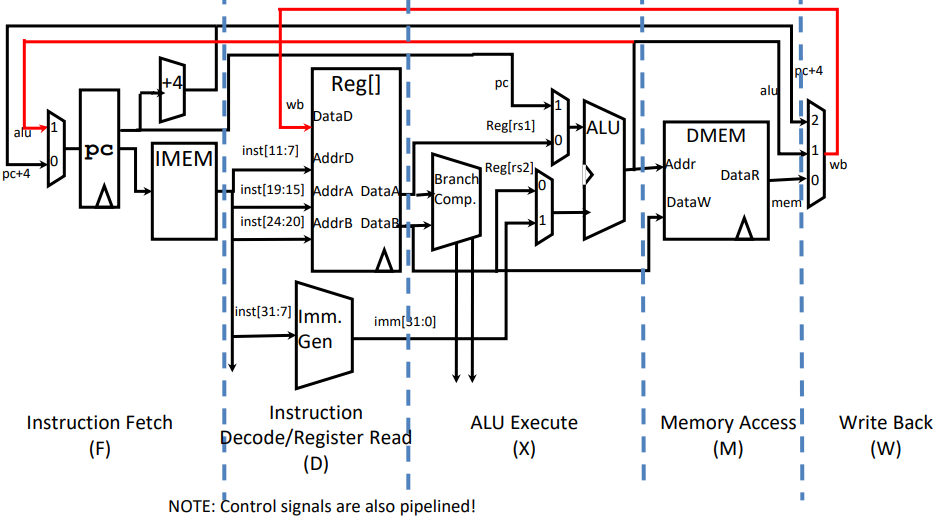 pc+4
+4
Reg[]
pc
alu
wb
DataD
Reg[rs1]
1
ALU
2
DMEM
alu
1
pc
IMEM
inst[11:7]
AddrD
0
Branch
Comp.
Reg[rs2]
Addr
DataR
1
wb
0
pc+4
inst[19:15]
AddrA
DataA
0
DataW
mem
0
inst[24:20]
AddrB
DataB
1
inst[31:7]
Imm.
Gen
imm[31:0]
Instruction Fetch
(F)
Instruction
Decode/Register Read
(D)
ALU Execute
(X)
Memory Access
(M)
Write Back
(W)
NOTE: Control signals are also pipelined!